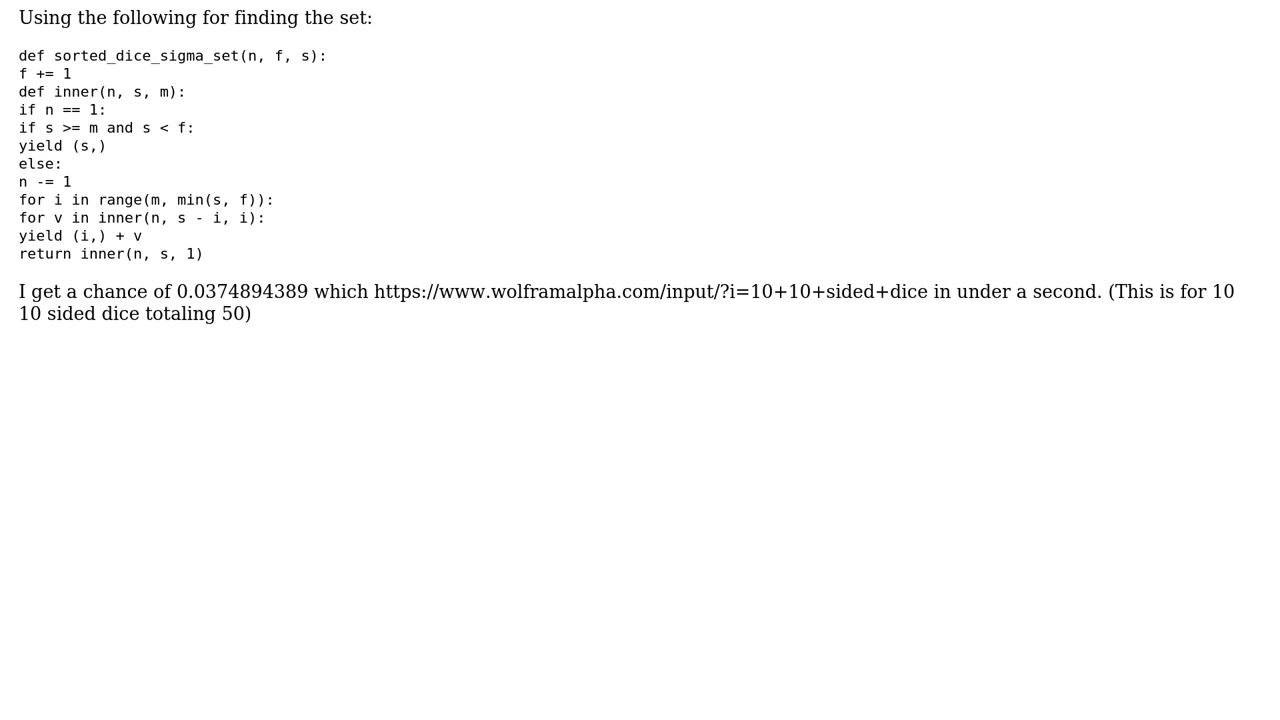 Using the following for finding the set:
def sorted_dice_sigma_set(n, f, s):
f += 1
def inner(n, s, m):
if n == 1:
if s >= m and s < f:
yield (s,)
else:
n -= 1
for i in range(m, min(s, f)):
for v in inner(n, s - i, i):
yield (i,) + v
return inner(n, s, 1)
I get a chance of 0.0374894389 which https://www.wolframalpha.com/input/?i=10+10+sided+dice in under a second. (This is for 10
10 sided dice totaling 50)